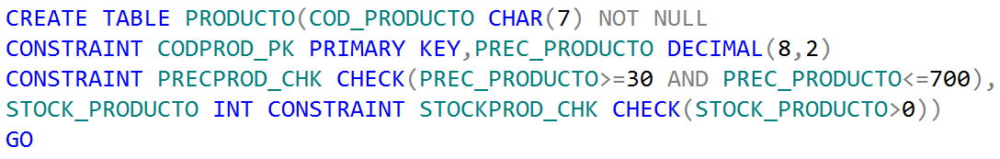 CREATE TABLE PRODUCTO(COD_PRODUCTO CHAR(7) NOT NULL
CONSTRAINT CODPROD_PK PRIMARY KEY,PREC_PRODUCTO DECIMAL(8,2)
CONSTRAINT PRECPROD_CHK CHECK(PREC_PRODUCTO>=30 AND PREC_PRODUCTO<=700),
STOCK_PRODUCTO INT CONSTRAINT STOCKPROD_CHK CHECK(STOCK_PRODUCTO>0))
GO